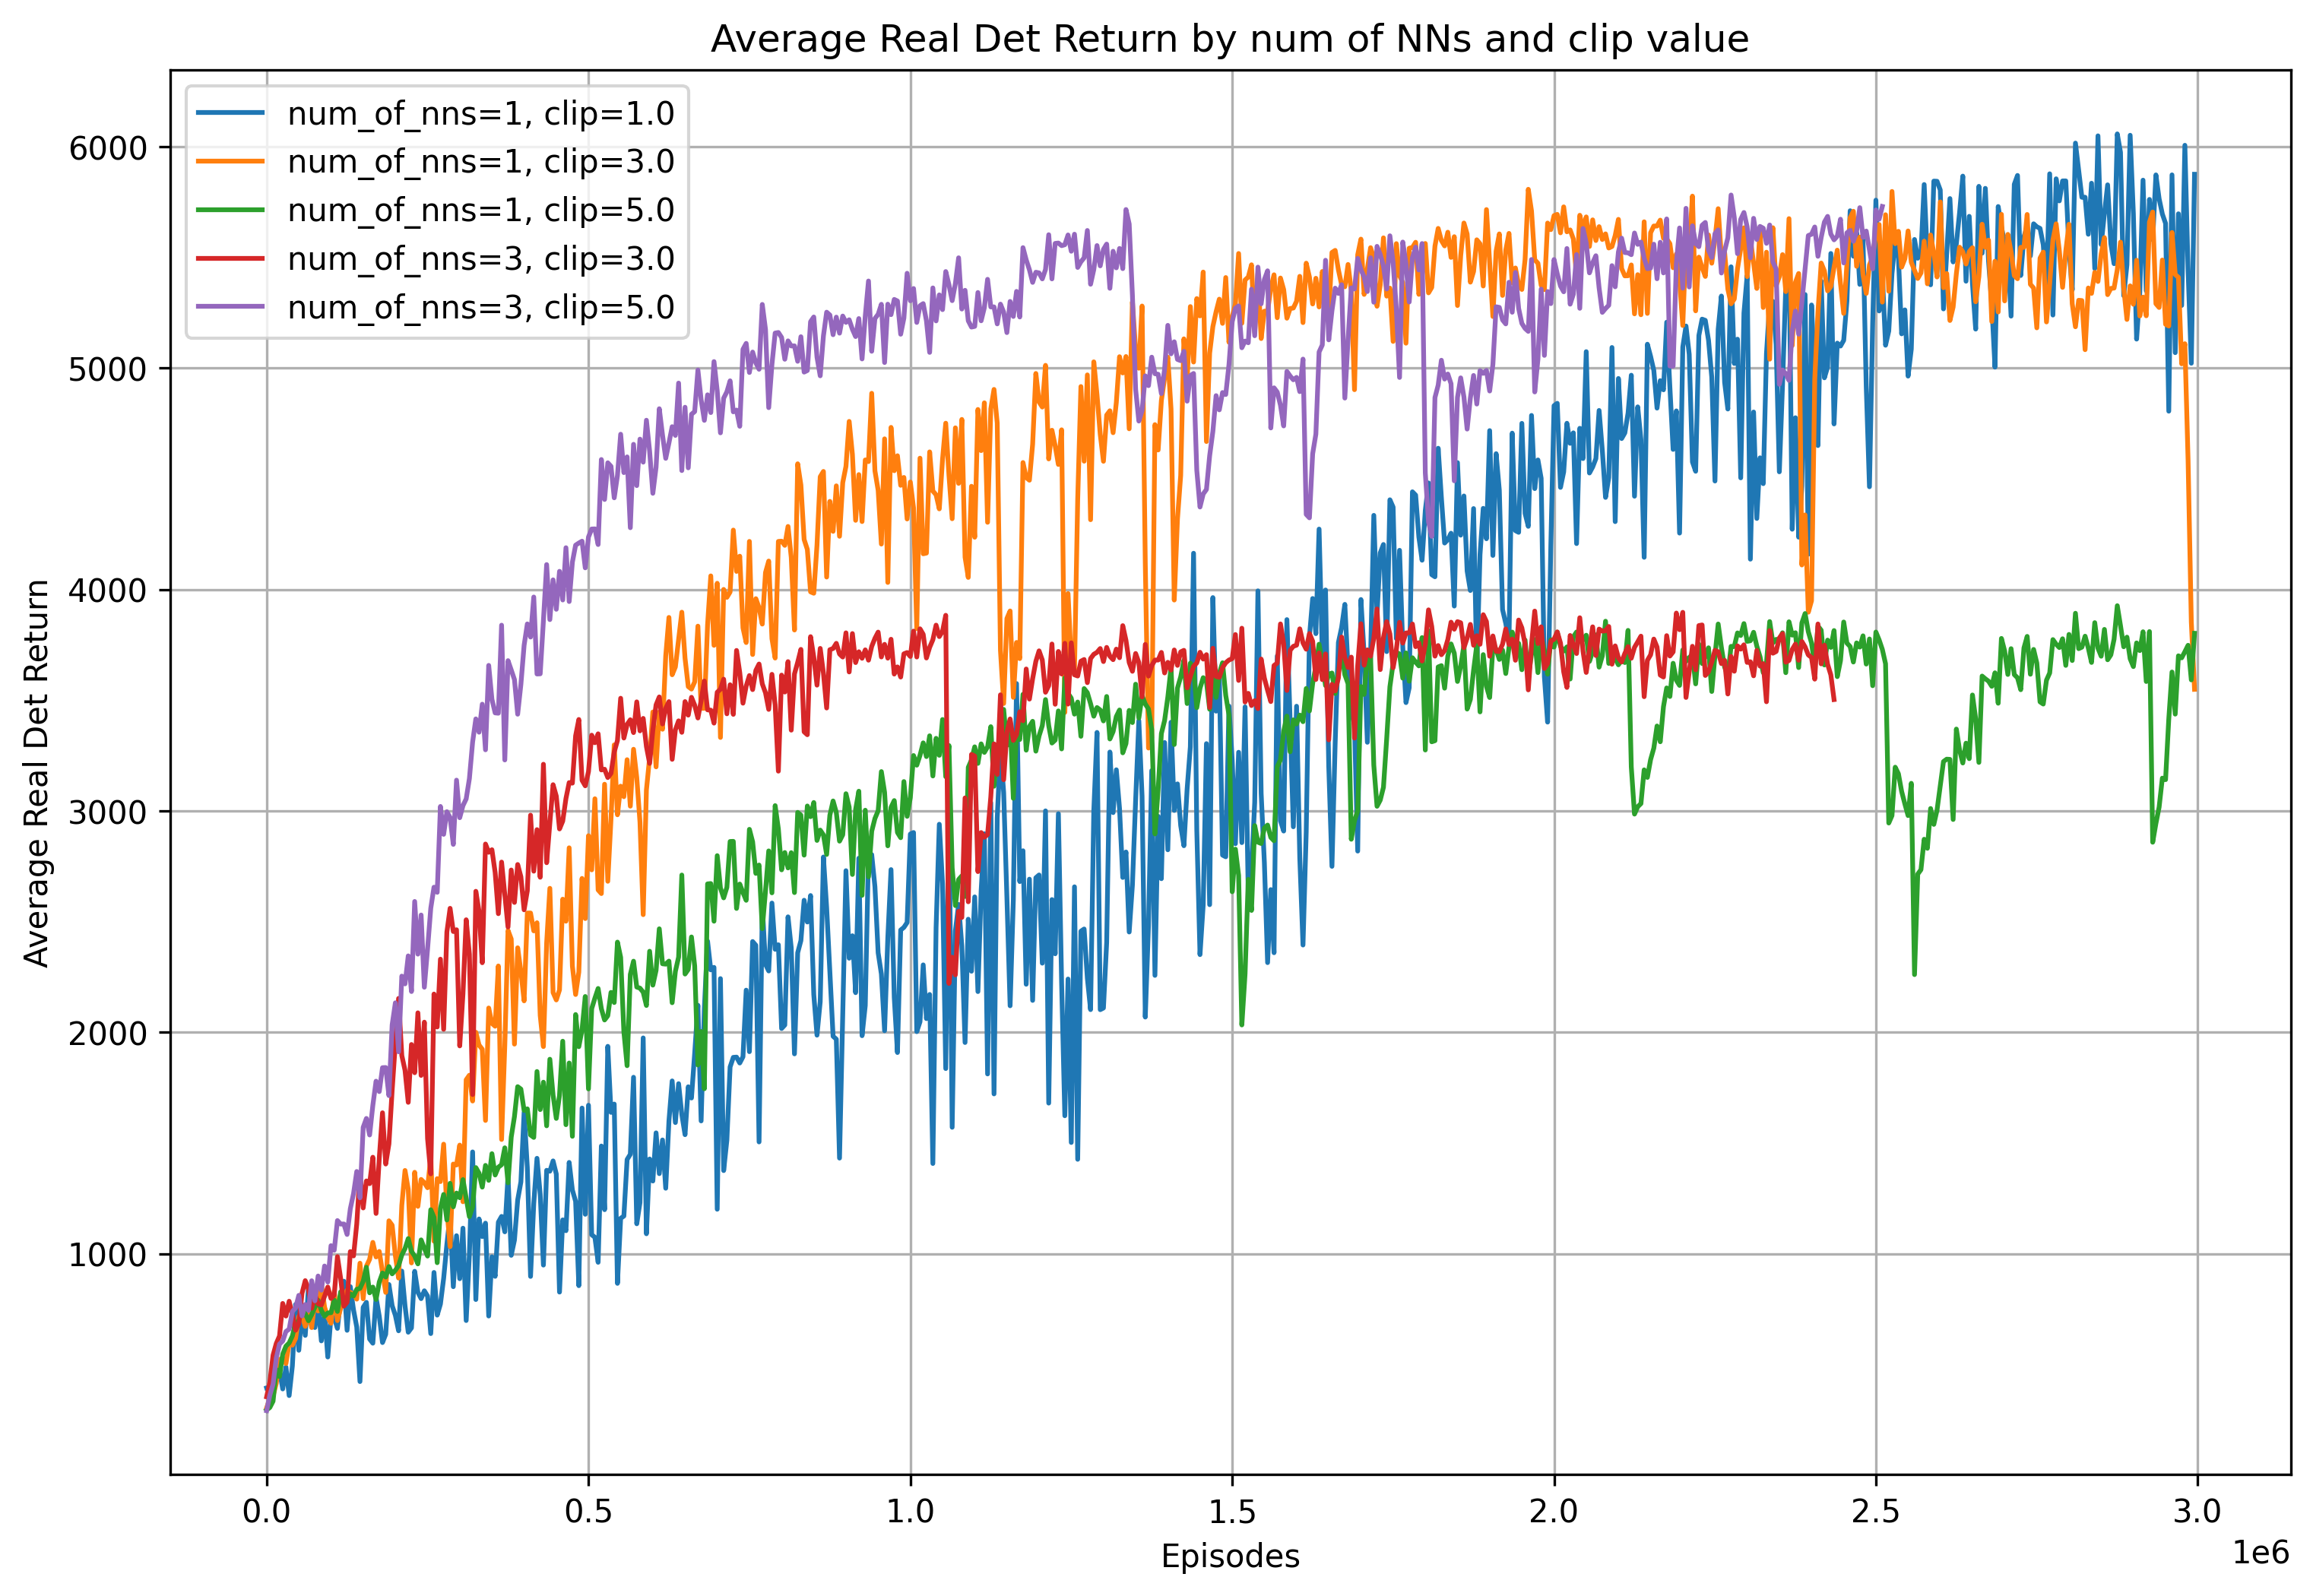 Average Real Det Return by num of NNs and clip value
num_of_nns=1, clip=1.0
num_of_nns=1, clip=3.0
num_of_nns=1, clip=5.0
num_of_nns=3, clip=3.0
num_of_nns=3, clip=5.0
Average Real Det Return
6000
5000
4000
3000
2000
1000
0.0 0.5 1.0 1.5 2.0 2.5 3.0
Episodes
1e6